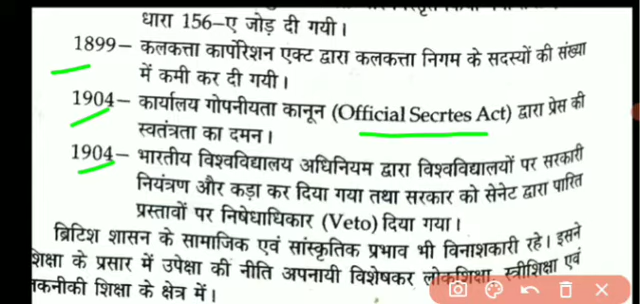 धारा 156–ए जोड़ दी गयी।
1899– कलकत्ता कार्पोरेशन एक्ट द्वारा कलकत्ता निगम के सदस्यों की संख्या
में कमी कर दी गयी।
1904– कार्यालय गोपनीयता कानून (Official Secrtes Act) द्वारा प्रेस की
स्वतंत्रता का दमन।
1904– भारतीय विश्वविद्यालय अधिनियम द्वारा विश्वविद्यालयों पर सरकारी
नियंत्रण और कड़ा कर दिया गया तथा सरकार को सेनेट द्वारा पारित
प्रस्तावों पर निषेधाधिकार (Veto) दिया गया।
ब्रिटिश शासन के सामाजिक एवं सांस्कृतिक प्रभाव भी विनाशकारी रहे। इसने
शिक्षा के प्रसार में उपेक्षा की नीति अपनायी विशेषकर लोकशिक्षा, स्त्रीशिक्षा एवं
तकनीकी शिक्षा के क्षेत्र में।